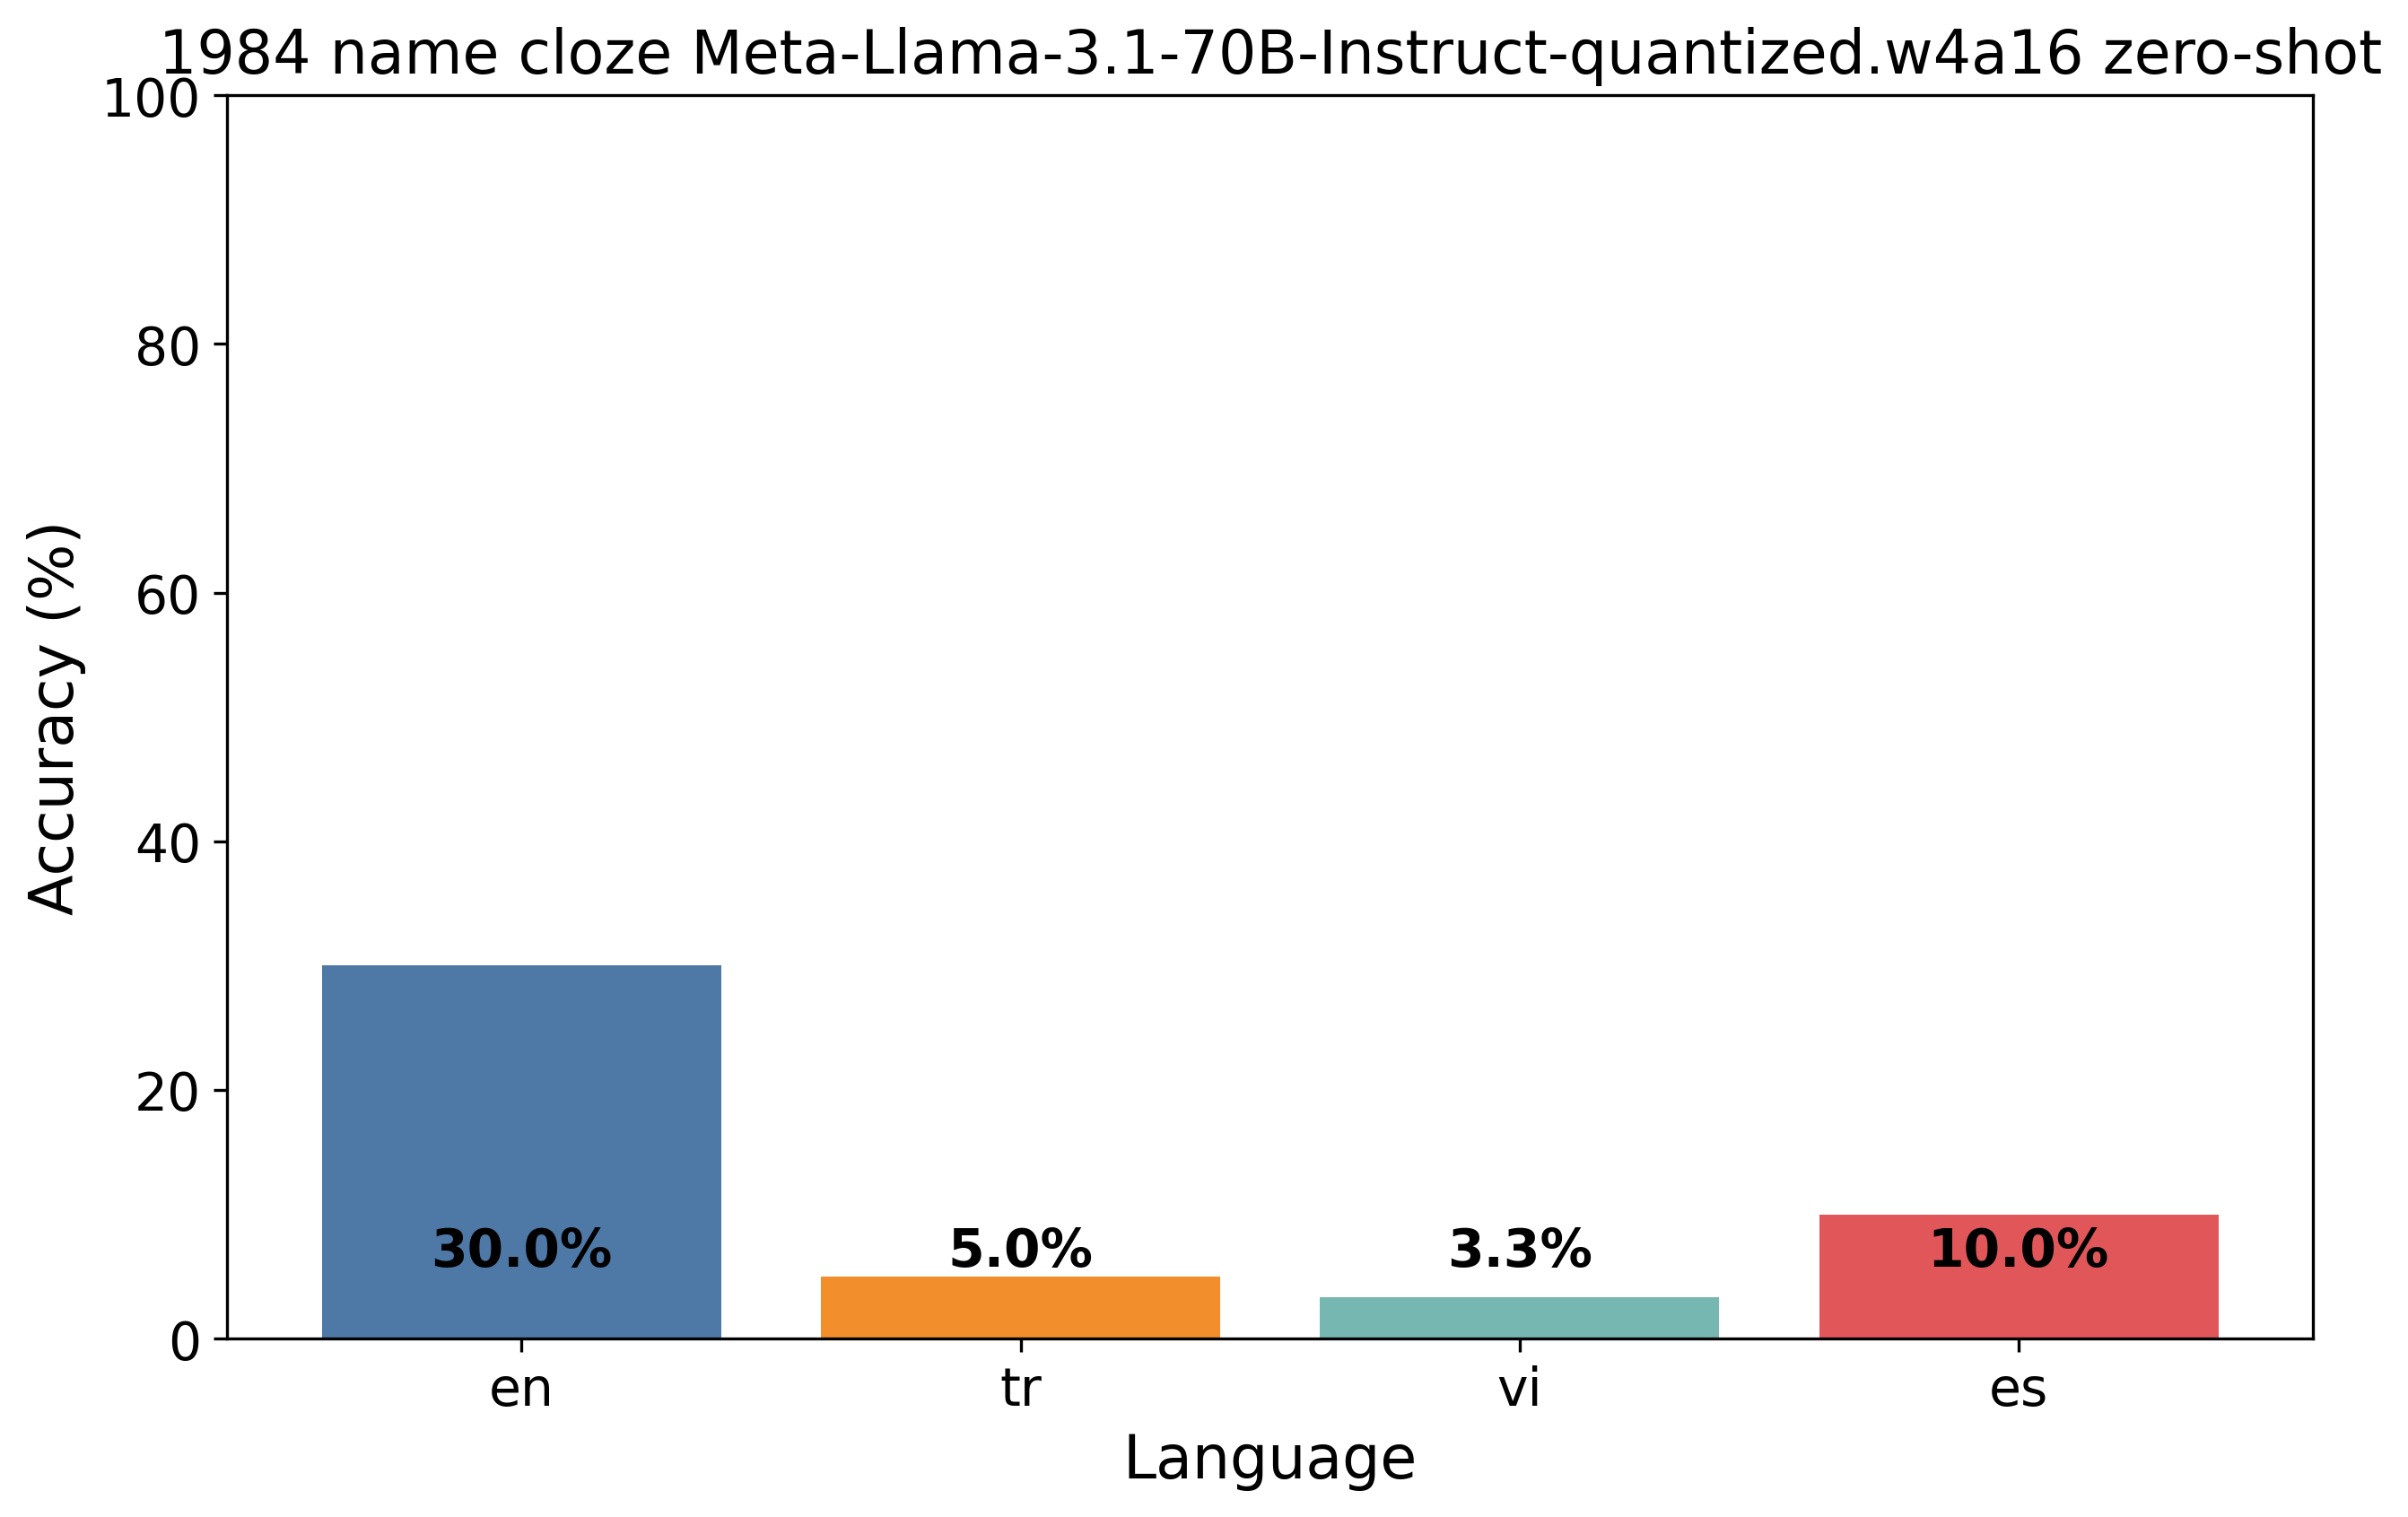 1984 name cloze Meta-Llama-3.1-70B-Instruct-quantized.w4a16 zero-shot
100
80
60
40
20
0
Accuracy (%)
30.0%
5.0%
3.3%
10.0%
en
tr
vi
es
Language